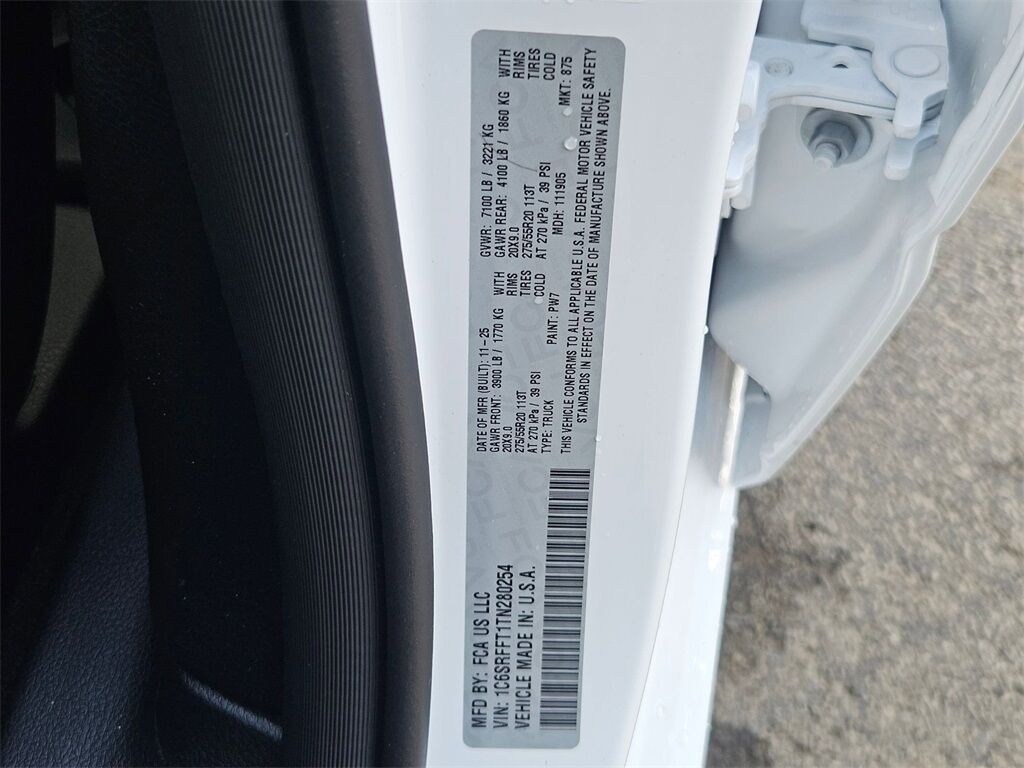 MFD BY: FCA US LLC
VIN: 1C6SRFFT1TN280254
VEHICLE MADE IN: U.S.A.
DATE OF MFR (BUILT): 11-25
GAWR FRONT: 3900 LB / 1770 KG WITH
20X9.0 RIMS
275/55R20 113T TIRES
AT 270 kPa / 39 PSI COLD
TYPE: TRUCK PAINT: PW7
GVWR: 7100 LB / 3221 KG
GAWR REAR: 4100 LB / 1860 KG WITH
20X9.0 RIMS
275/55R20 113T TIRES
AT 270 kPa / 39 PSI COLD
MDH: 111905 MKT: 875
THIS VEHICLE CONFORMS TO ALL APPLICABLE U.S.A. FEDERAL MOTOR VEHICLE SAFETY
STANDARDS IN EFFECT ON THE DATE OF MANUFACTURE SHOWN ABOVE.